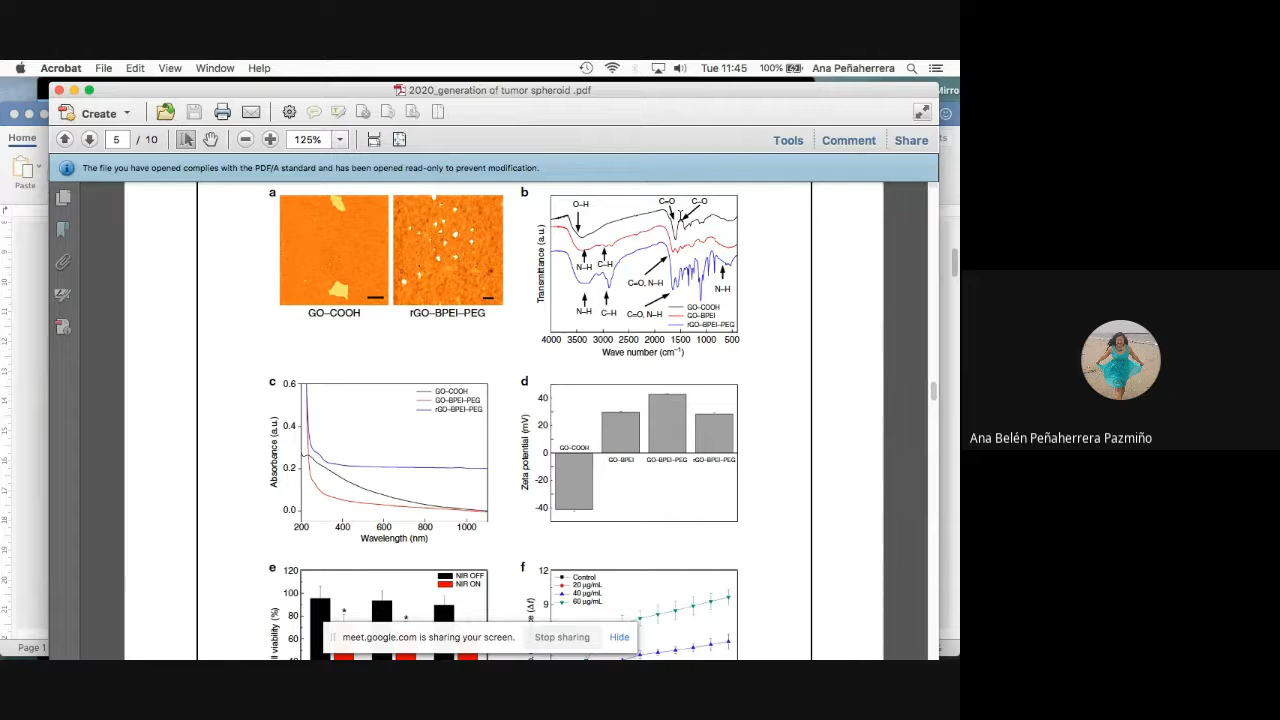 Acrobat File Edit View Window Help Tue 11:45 100% Ana Peñaherrera
2020_generation of tumor spheroid .pdf
Mirro
Create
Home
5 / 10 125% Tools Comment Share
The file you have opened complies with the PDF/A standard and has been opened read-only to prevent modification.
Paste
a
GO–COOH
rGO–BPEI–PEG
b
O–H
C=O
C–O
N–H
C–H
C=O, N–H
N–H
N–H
C–H
C=O, N–H
GO–COOH
GO–BPEI
rGO–BPEI–PEG
Transmittance (a.u.)
4000 3500 3000 2500 2000 1500 1000 500
Wave number (cm⁻¹)
c
0.6
0.4
0.2
0.0
Absorbance (a.u.)
GO–COOH
GO–BPEI–PEG
rGO–BPEI–PEG
200 400 600 800 1000
Wavelength (nm)
d
40
20
0
-20
-40
Zeta potential (mV)
GO–COOH
GO–BPEI
GO–BPEI–PEG
rGO–BPEI–PEG
e
120
100
80
60
NIR OFF
NIR ON
*
*
ll viability (%)
f
12
9
Control
20 µg/mL
40 µg/mL
60 µg/mL
meet.google.com is sharing your screen. Stop sharing Hide
Page 1
Ana Belén Peñaherrera Pazmiño